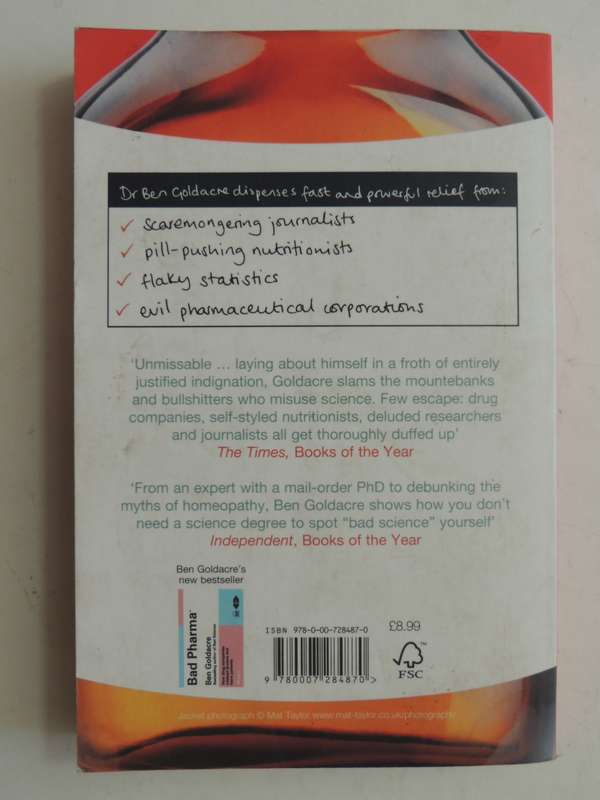 Dr Ben Goldacre dispenses fast and powerful relief from:
✓ scaremongering journalists
✓ pill-pushing nutritionists
✓ flaky statistics
✓ evil pharmaceutical corporations
‘Unmissable ... laying about himself in a froth of entirely
justified indignation, Goldacre slams the mountebanks
and bullshitters who misuse science. Few escape: drug
companies, self-styled nutritionists, deluded researchers
and journalists all get thoroughly duffed up’
The Times, Books of the Year
‘From an expert with a mail-order PhD to debunking the
myths of homeopathy, Ben Goldacre shows how you don’t
need a science degree to spot “bad science” yourself’
Independent, Books of the Year
Ben Goldacre’s
new bestseller
Bad Pharma
Ben Goldacre
ISBN 978-0-00-728487-0
£8.99
9 780007 284870 >
FSC™
Jacket photograph © Mat Taylor www.mat-taylor.co.uk/photography